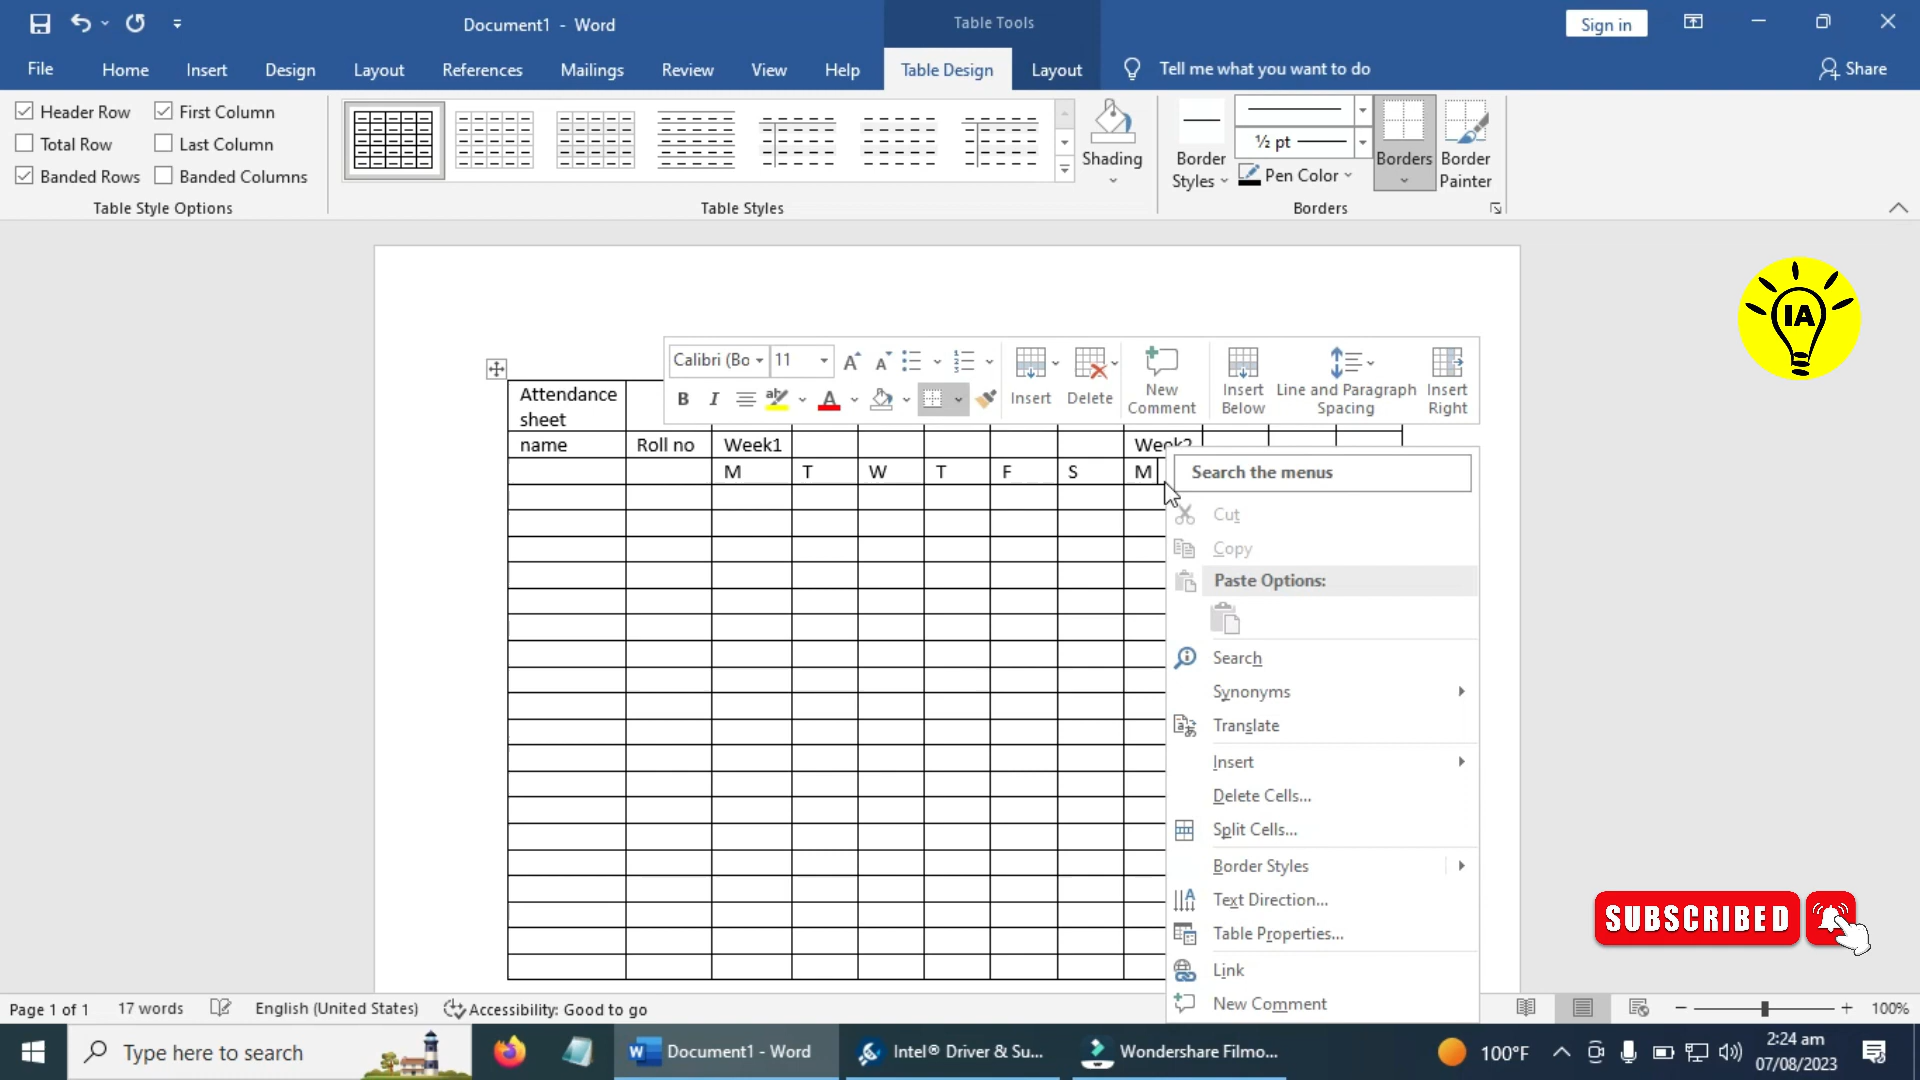 Document1 - Word
Table Tools
Sign in
File
Home
Insert
Design
Layout
References
Mailings
Review
View
Help
Table Design
Layout
Tell me what you want to do
Share
Header Row
First Column
Total Row
Last Column
Banded Rows
Banded Columns
Table Style Options
Table Styles
Shading
Border
Styles
½ pt
Pen Color
Borders
Border
Painter
Borders
IA
Calibri (Bo
11
B
I
Insert
Delete
New
Comment
Insert
Below
Line and Paragraph
Spacing
Insert
Right
Attendance
sheet
name
Roll no
Week1
Week2
M
T
W
T
F
S
M
Search the menus
Cut
Copy
Paste Options:
Search
Synonyms
Translate
Insert
Delete Cells...
Split Cells...
Border Styles
Text Direction...
Table Properties...
Link
New Comment
SUBSCRIBED
Page 1 of 1
17 words
English (United States)
Accessibility: Good to go
100%
Type here to search
Document1 - Word
Intel® Driver & Su...
Wondershare Filmo...
100°F
2:24 am
07/08/2023